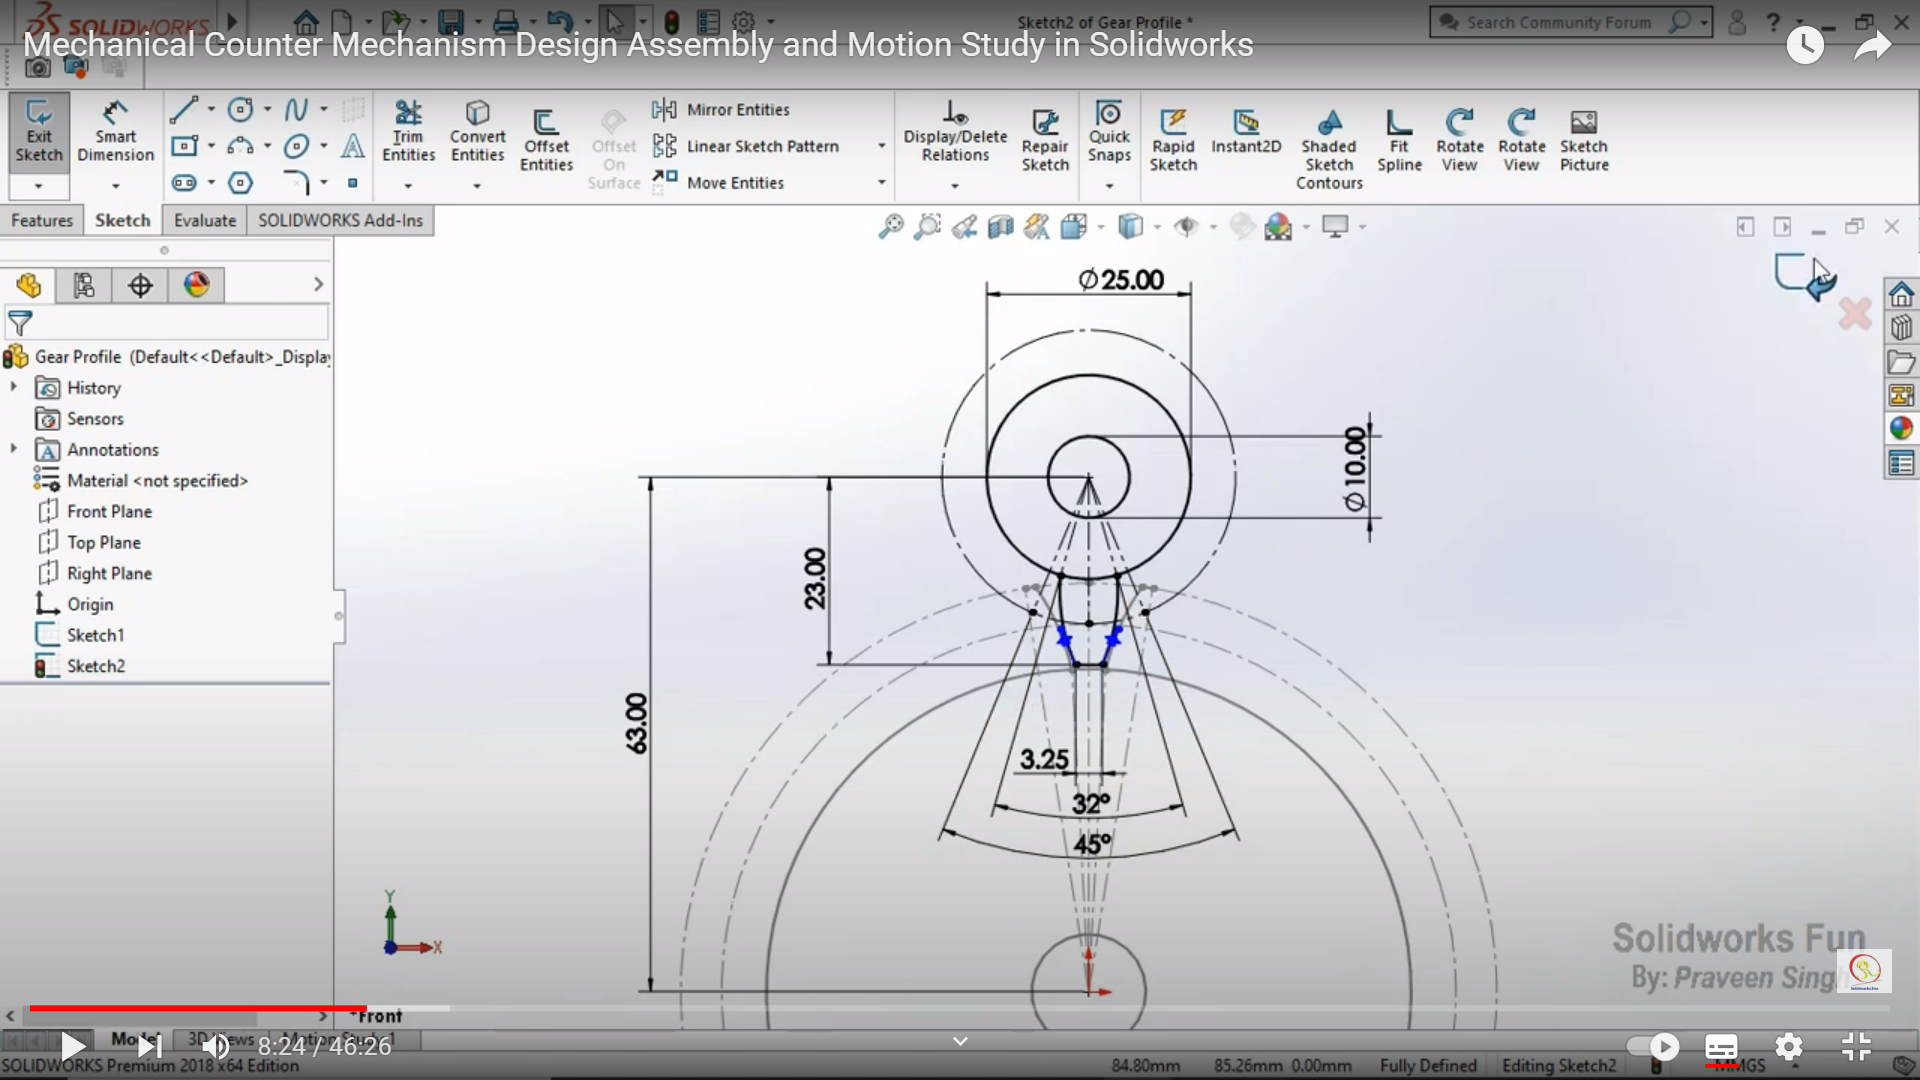 SOLIDWORKS
Sketch2 of Gear Profile *
Search Community Forum
?
Mechanical Counter Mechanism Design Assembly and Motion Study in Solidworks
Exit Sketch
Smart Dimension
Trim Entities
Convert Entities
Offset Entities
Offset On Surface
Mirror Entities
Linear Sketch Pattern
Move Entities
Display/Delete Relations
Repair Sketch
Quick Snaps
Rapid Sketch
Instant2D
Shaded Sketch Contours
Fit Spline
Rotate View
Rotate View
Sketch Picture
Features
Sketch
Evaluate
SOLIDWORKS Add-Ins
Gear Profile (Default<<Default>_Display
History
Sensors
Annotations
Material <not specified>
Front Plane
Top Plane
Right Plane
Origin
Sketch1
Sketch2
Ø25.00
Ø10.00
23.00
63.00
3.25
32°
45°
Y
X
Solidworks Fun
By: Praveen Singh
*Front
Model
3D Views
Motion Study 1
8:24 / 46:26
SOLIDWORKS Premium 2018 x64 Edition
84.80mm
85.26mm
0.00mm
Fully Defined
Editing Sketch2
MMGS